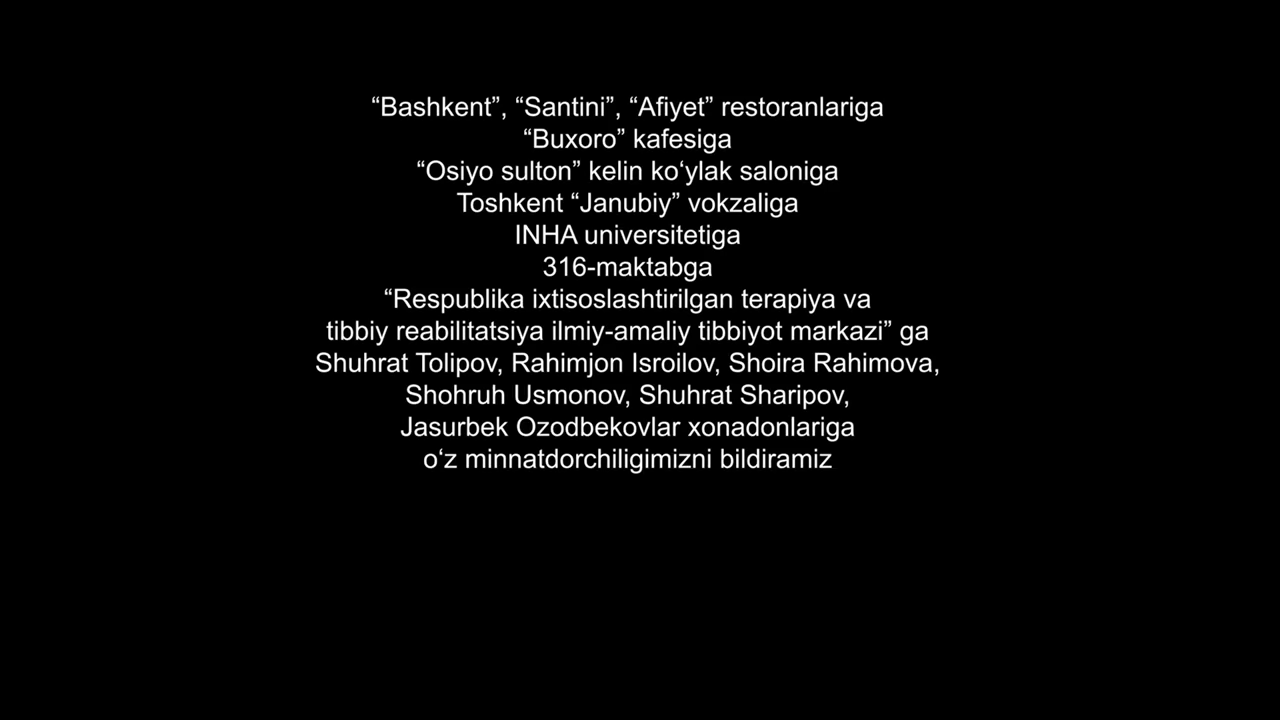 “Bashkent”, “Santini”, “Afiyet” restoranlariga
“Buxoro” kafesiga
“Osiyo sulton” kelin ko‘ylak saloniga
Toshkent “Janubiy” vokzaliga
INHA universitetiga
316-maktabga
“Respublika ixtisoslashtirilgan terapiya va
tibbiy reabilitatsiya ilmiy-amaliy tibbiyot markazi” ga
Shuhrat Tolipov, Rahimjon Isroilov, Shoira Rahimova,
Shohruh Usmonov, Shuhrat Sharipov,
Jasurbek Ozodbekovlar xonadonlariga
o‘z minnatdorchiligimizni bildiramiz